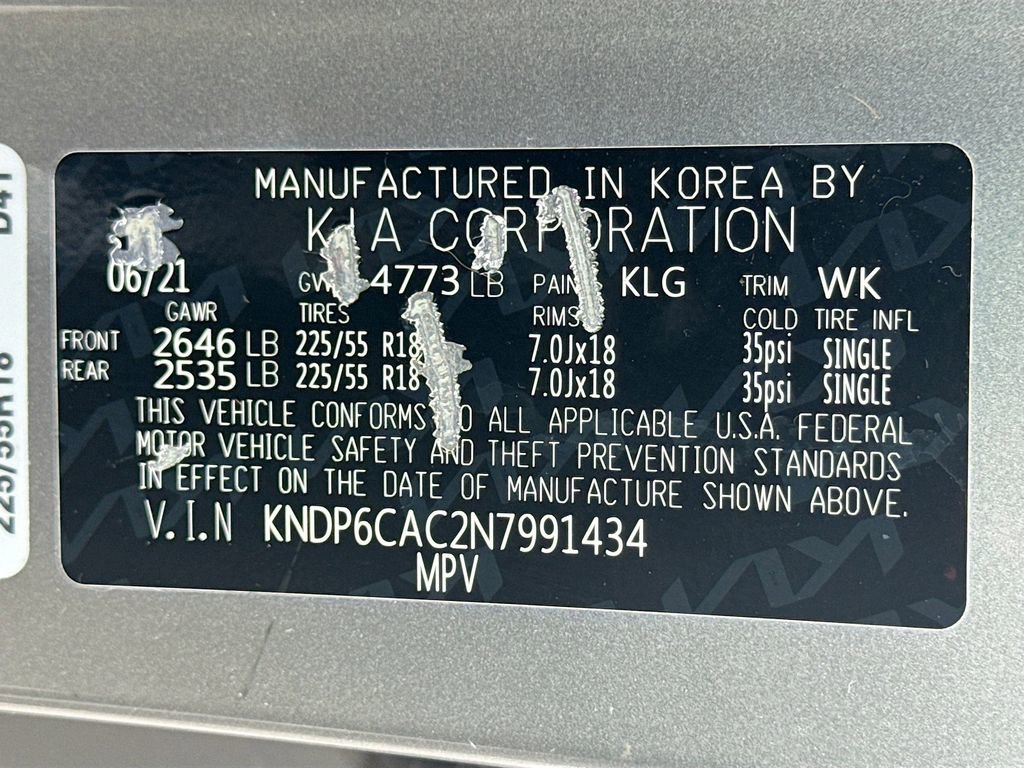 MANUFACTURED IN KOREA BY
KIA CORPORATION
06/21 4773 LB KLG TRIM WK
GAWR TIRES RIMS COLD TIRE INFL
FRONT 2646 LB 225/55 R18 7.0Jx18 35psi SINGLE
REAR 2535 LB 225/55 R18 7.0Jx18 35psi SINGLE
THIS VEHICLE CONFORMS TO ALL APPLICABLE U.S.A. FEDERAL
MOTOR VEHICLE SAFETY AND THEFT PREVENTION STANDARDS
IN EFFECT ON THE DATE OF MANUFACTURE SHOWN ABOVE.
V.I.N KNDP6CAC2N7991434
MPV
225/55R18